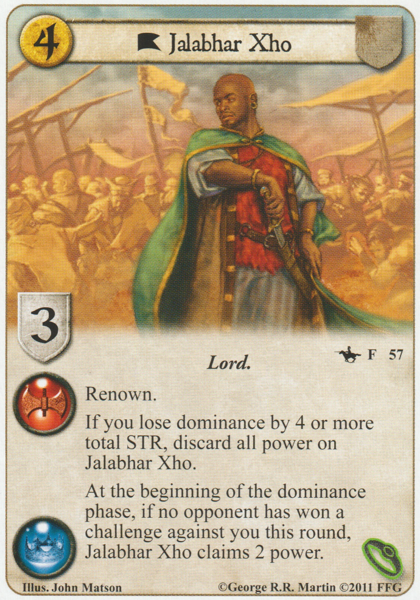 4
Jalabhar Xho
3
Lord.
F 57
Renown.
If you lose dominance by 4 or more
total STR, discard all power on
Jalabhar Xho.
At the beginning of the dominance
phase, if no opponent has won a
challenge against you this round,
Jalabhar Xho claims 2 power.
Illus. John Matson
©George R.R. Martin ©2011 FFG